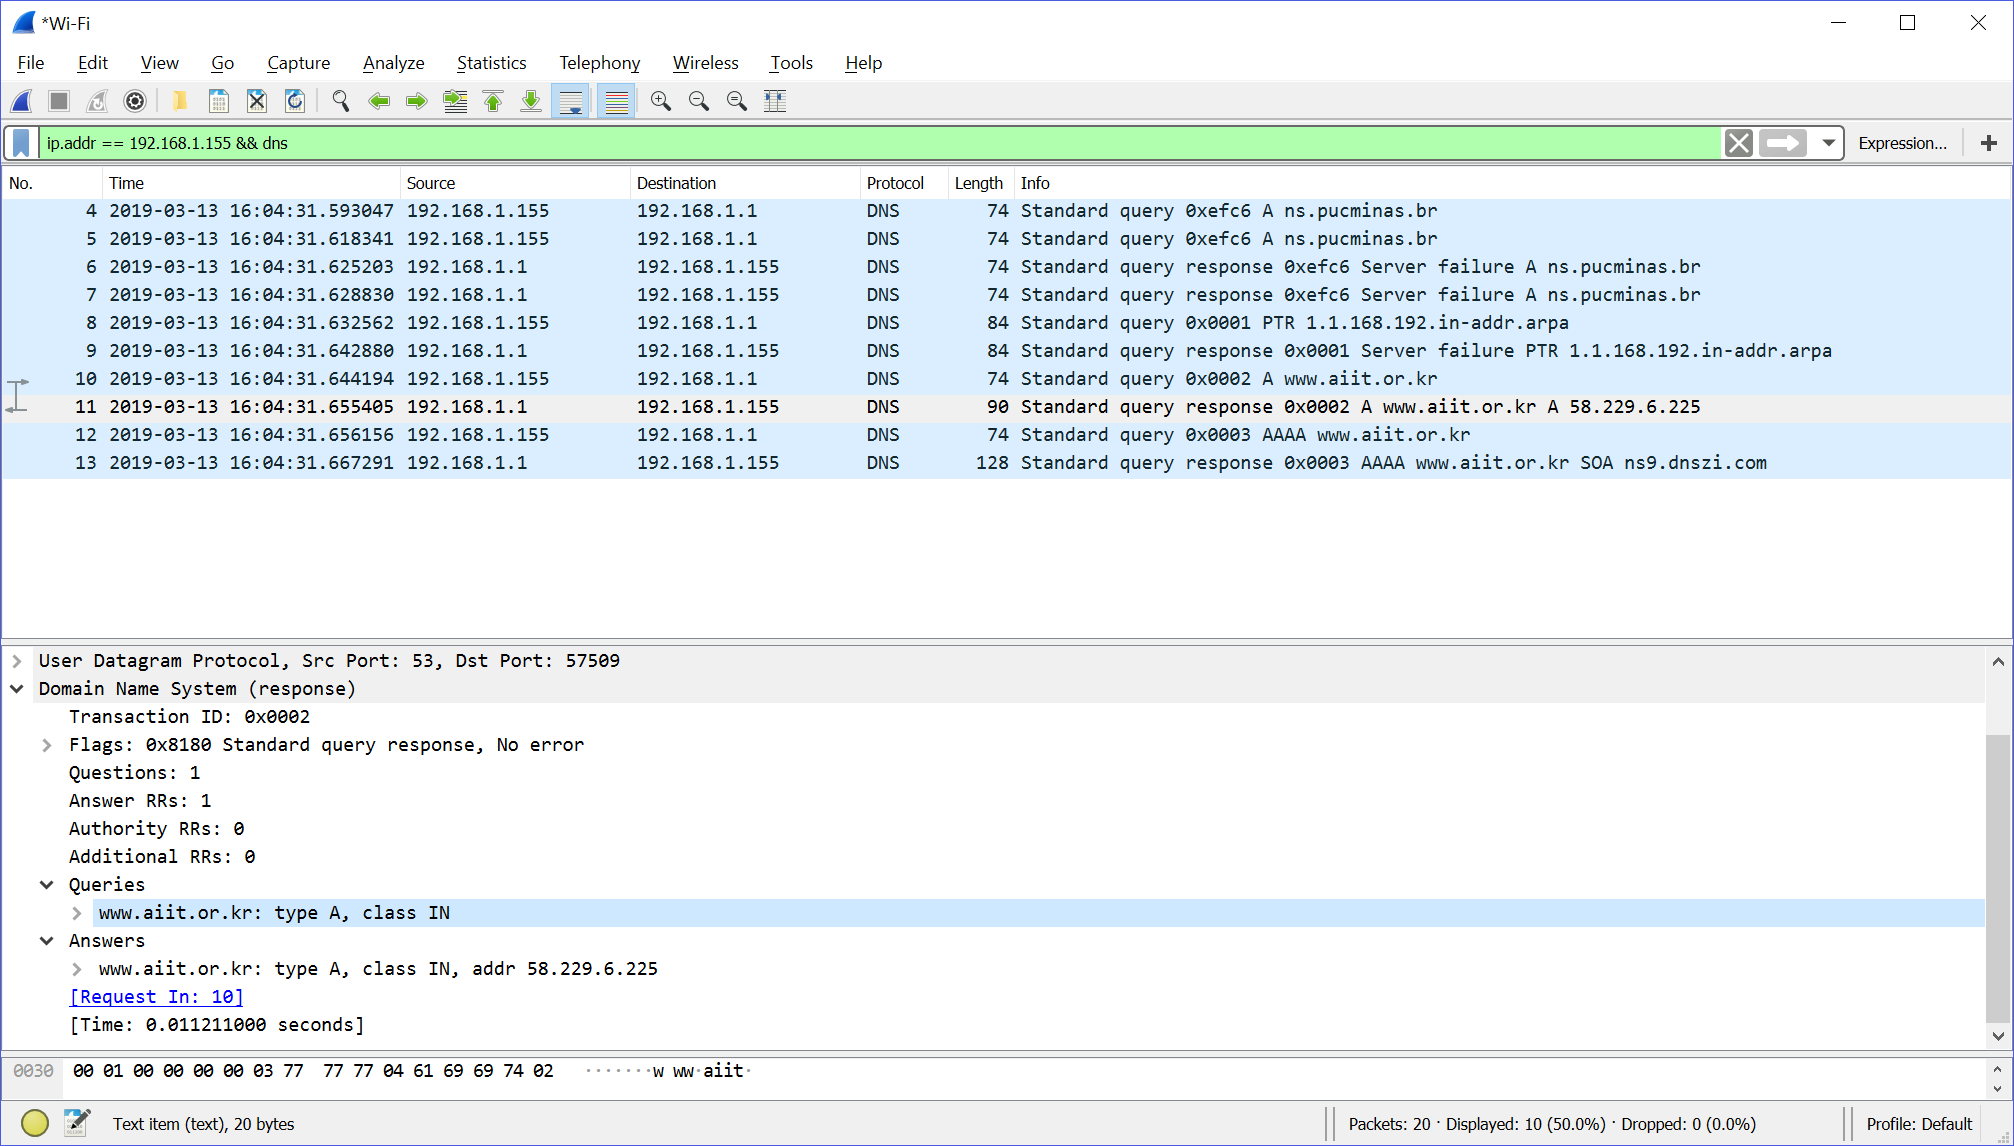 *Wi-Fi
File Edit View Go Capture Analyze Statistics Telephony Wireless Tools Help
ip.addr == 192.168.1.155 && dns Expression... +
No. Time Source Destination Protocol Length Info
4 2019-03-13 16:04:31.593047 192.168.1.155 192.168.1.1 DNS 74 Standard query 0xefc6 A ns.pucminas.br
5 2019-03-13 16:04:31.618341 192.168.1.155 192.168.1.1 DNS 74 Standard query 0xefc6 A ns.pucminas.br
6 2019-03-13 16:04:31.625203 192.168.1.1 192.168.1.155 DNS 74 Standard query response 0xefc6 Server failure A ns.pucminas.br
7 2019-03-13 16:04:31.628830 192.168.1.1 192.168.1.155 DNS 74 Standard query response 0xefc6 Server failure A ns.pucminas.br
8 2019-03-13 16:04:31.632562 192.168.1.155 192.168.1.1 DNS 84 Standard query 0x0001 PTR 1.1.168.192.in-addr.arpa
9 2019-03-13 16:04:31.642880 192.168.1.1 192.168.1.155 DNS 84 Standard query response 0x0001 Server failure PTR 1.1.168.192.in-addr.arpa
10 2019-03-13 16:04:31.644194 192.168.1.155 192.168.1.1 DNS 74 Standard query 0x0002 A www.aiit.or.kr
11 2019-03-13 16:04:31.655405 192.168.1.1 192.168.1.155 DNS 90 Standard query response 0x0002 A www.aiit.or.kr A 58.229.6.225
12 2019-03-13 16:04:31.656156 192.168.1.155 192.168.1.1 DNS 74 Standard query 0x0003 AAAA www.aiit.or.kr
13 2019-03-13 16:04:31.667291 192.168.1.1 192.168.1.155 DNS 128 Standard query response 0x0003 AAAA www.aiit.or.kr SOA ns9.dnszi.com
User Datagram Protocol, Src Port: 53, Dst Port: 57509
Domain Name System (response)
Transaction ID: 0x0002
Flags: 0x8180 Standard query response, No error
Questions: 1
Answer RRs: 1
Authority RRs: 0
Additional RRs: 0
Queries
www.aiit.or.kr: type A, class IN
Answers
www.aiit.or.kr: type A, class IN, addr 58.229.6.225
[Request In: 10]
[Time: 0.011211000 seconds]
0030 00 01 00 00 00 00 03 77 77 77 04 61 69 69 74 02 ·······w ww·aiit·
Text item (text), 20 bytes Packets: 20 · Displayed: 10 (50.0%) · Dropped: 0 (0.0%) Profile: Default